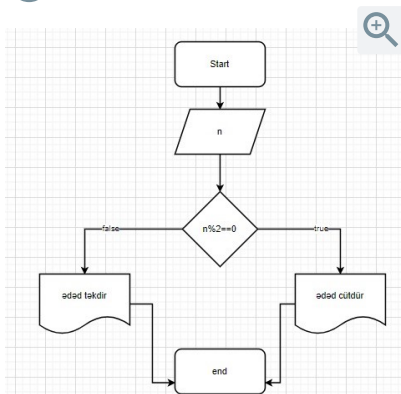 Start
n
n%2==0
false
true
ədəd təkdir
ədəd cütdür
end